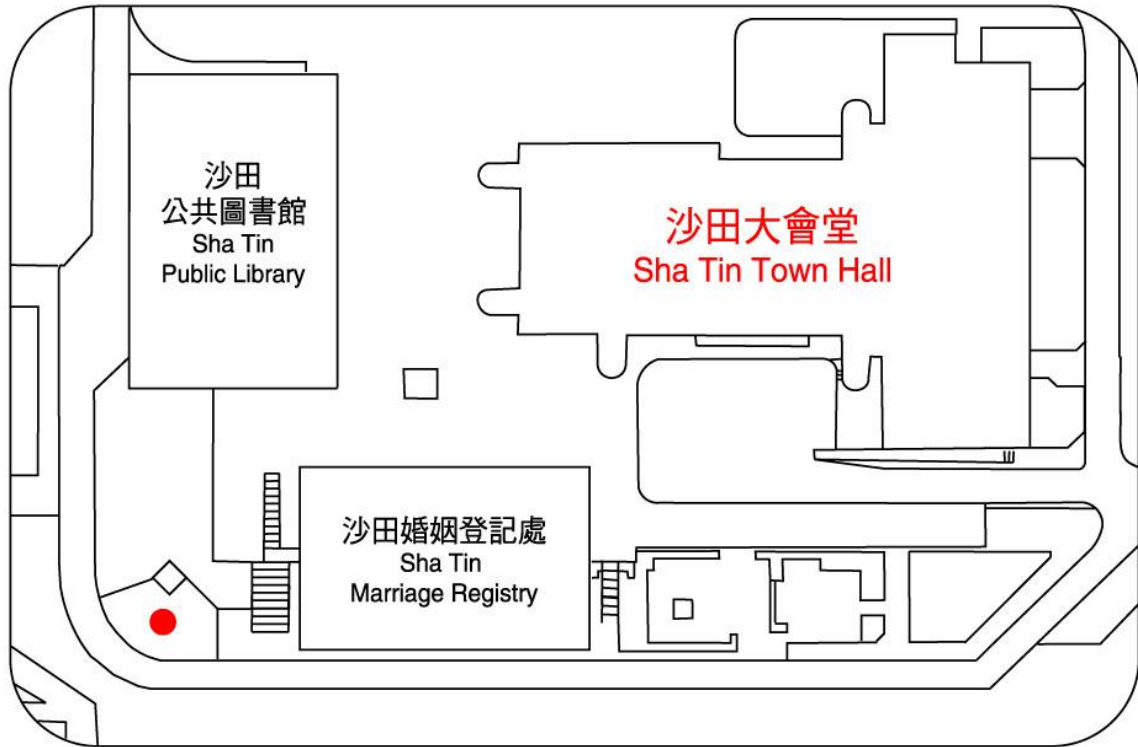 沙田
公共圖書館
Sha Tin
Public Library
沙田大會堂
Sha Tin Town Hall
沙田婚姻登記處
Sha Tin
Marriage Registry